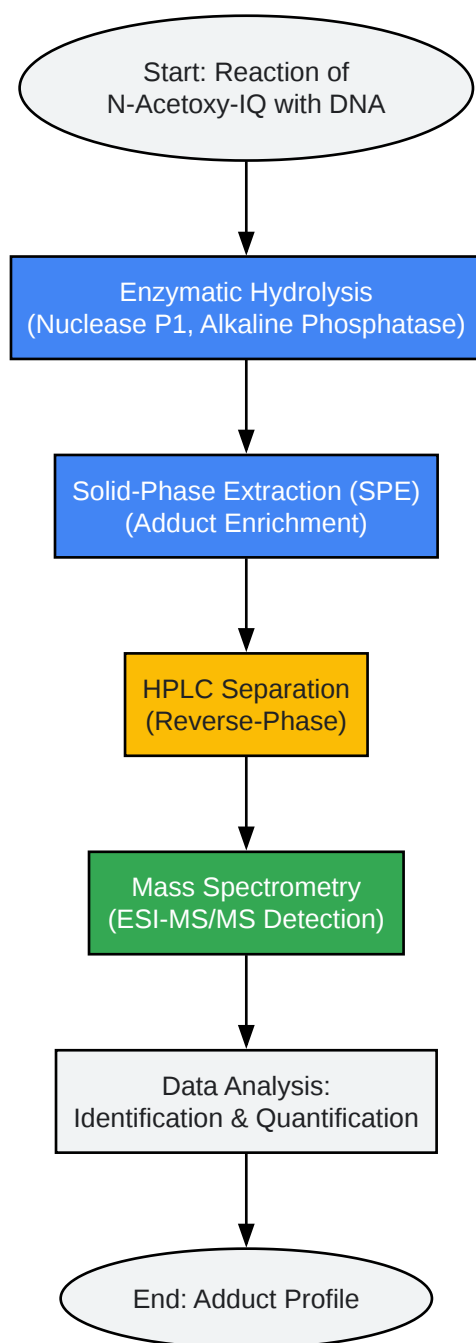 Start: Reaction of
N-Acetoxy-IQ with DNA
Enzymatic Hydrolysis
(Nuclease P1, Alkaline Phosphatase)
Solid-Phase Extraction (SPE)
(Adduct Enrichment)
HPLC Separation
(Reverse-Phase)
Mass Spectrometry
(ESI-MS/MS Detection)
Data Analysis:
Identification & Quantification
End: Adduct Profile